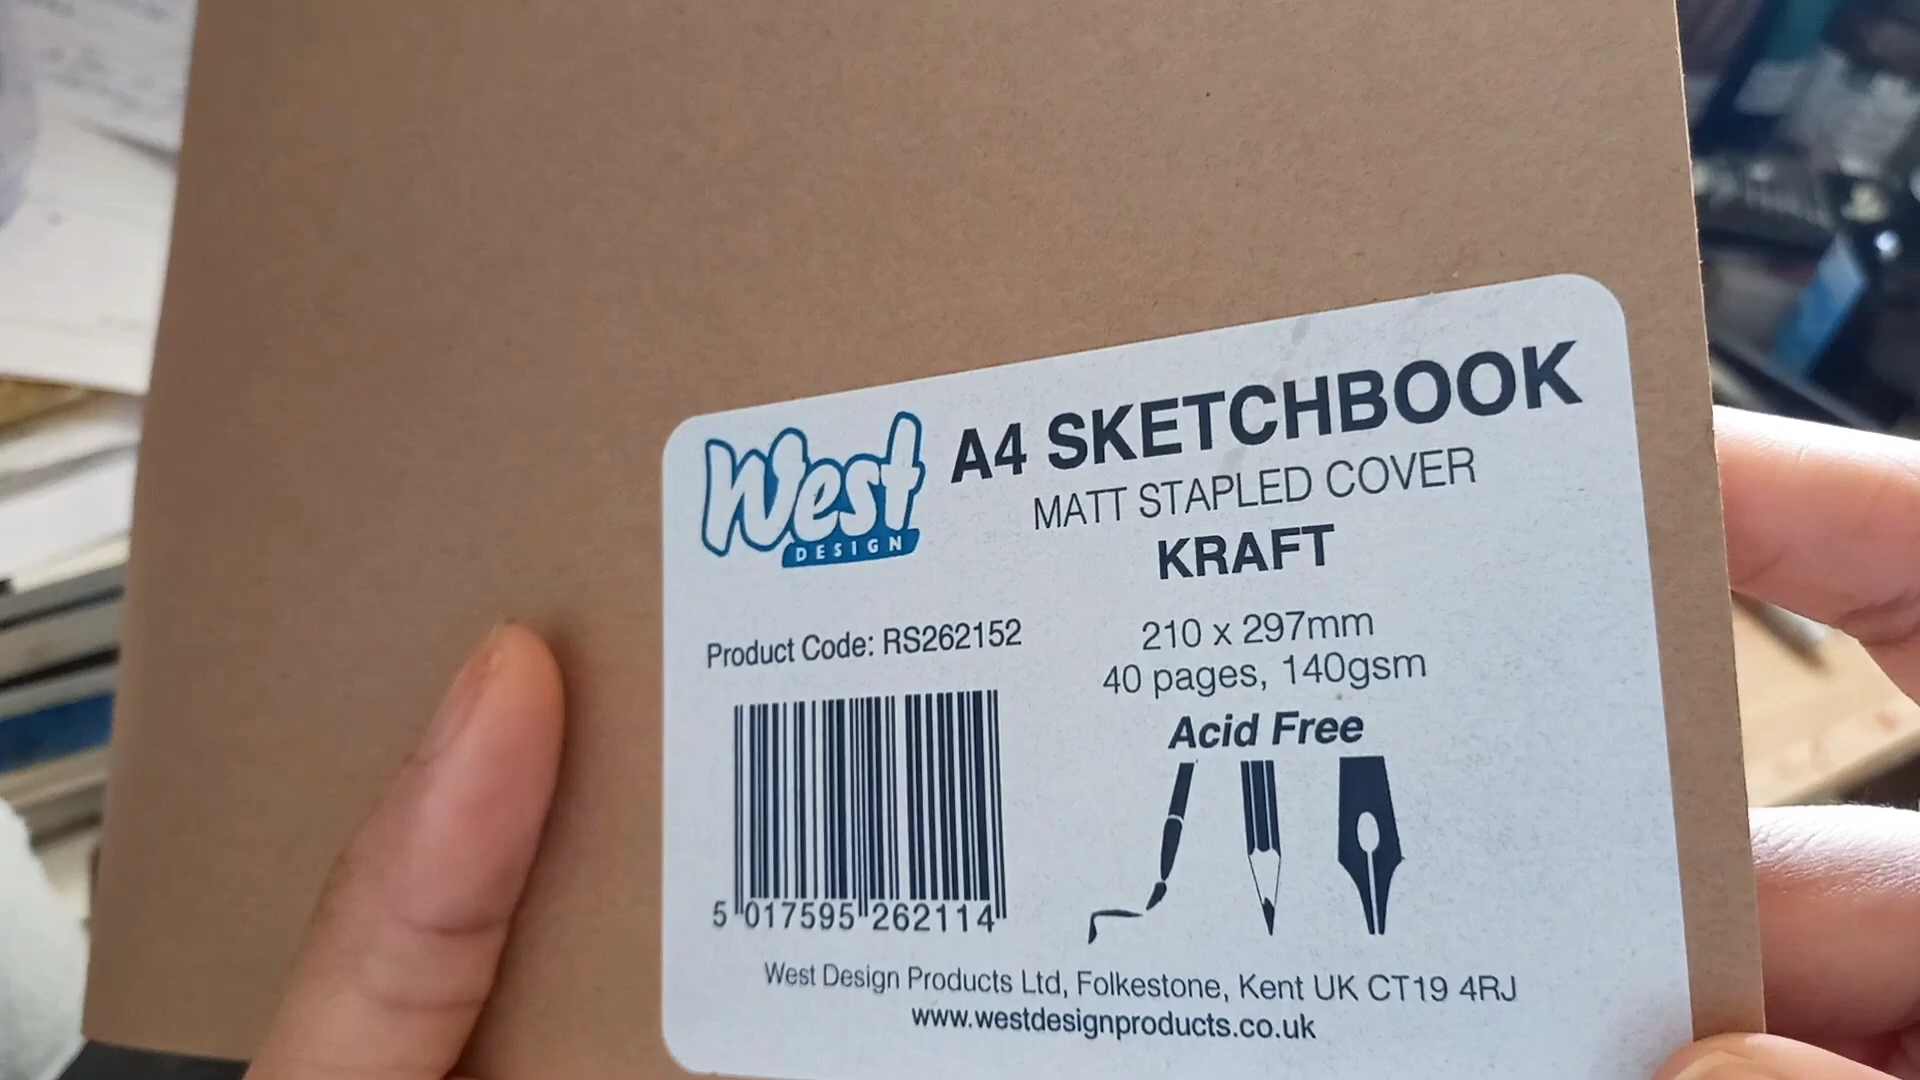 West
DESIGN
A4 SKETCHBOOK
MATT STAPLED COVER
KRAFT
Product Code: RS262152
210 x 297mm
40 pages, 140gsm
Acid Free
5 017595 262114
West Design Products Ltd, Folkestone, Kent UK CT19 4RJ
www.westdesignproducts.co.uk